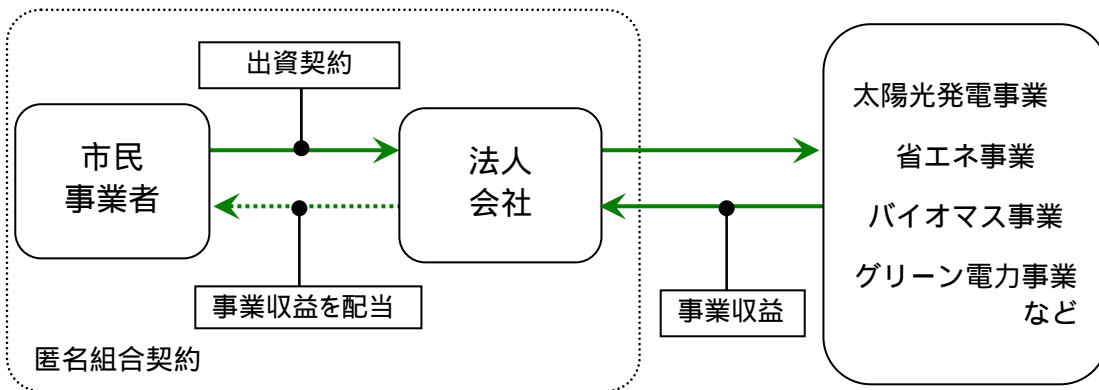 出資契約
市民
事業者
法人
会社
事業収益を配当
匿名組合契約
事業収益
太陽光発電事業
省エネ事業
バイオマス事業
グリーン電力事業
など